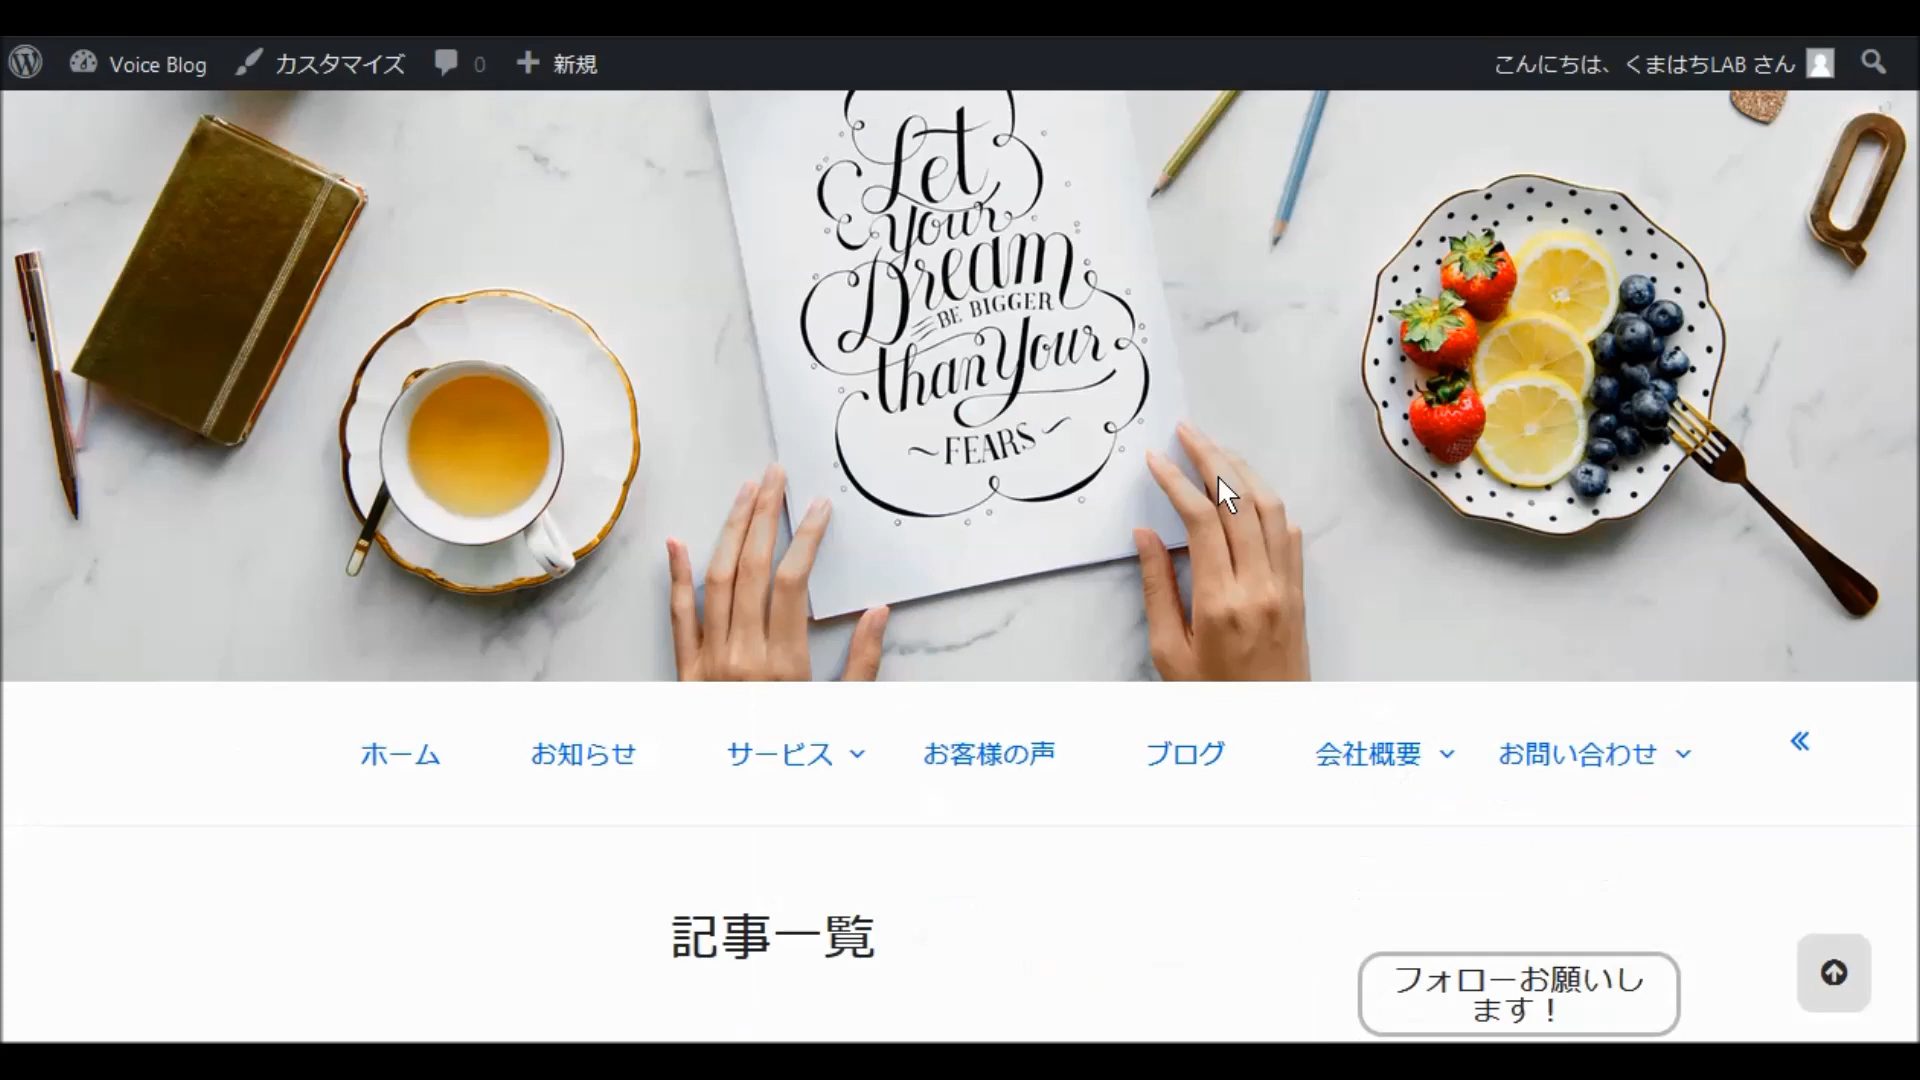 Voice Blog カスタマイズ 0 新規 こんにちは、くまはちLAB さん
Let
your
Dream
BE BIGGER
than Your
~FEARS~
ホーム お知らせ サービス お客様の声 ブログ 会社概要 お問い合わせ
記事一覧
フォローお願いし
ます！